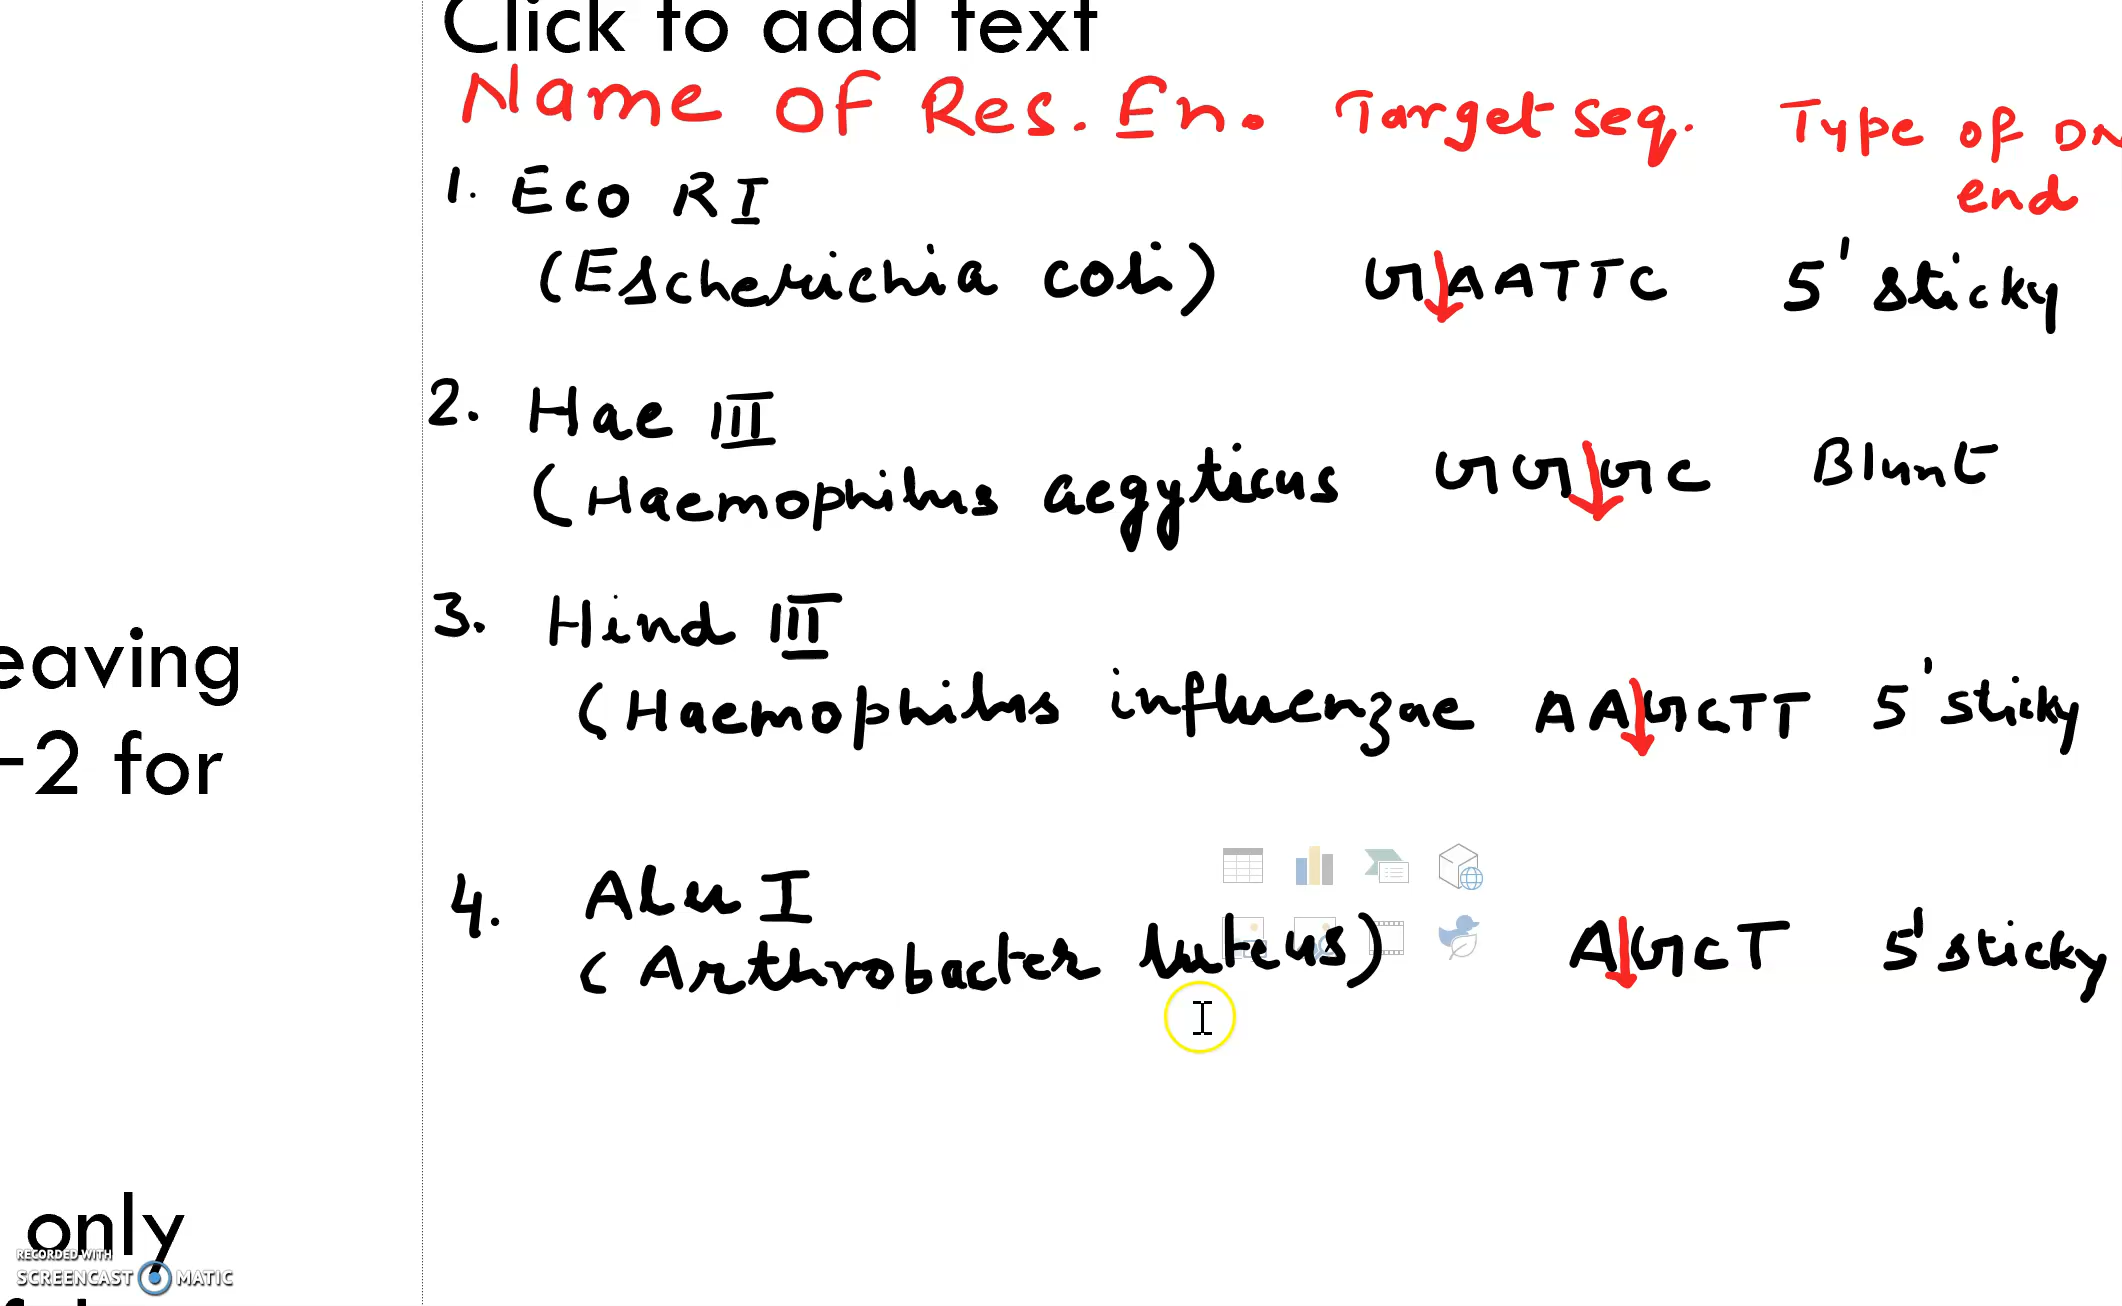 Click to add text
Name of Res. En. Target seq. Type of DN
end
1. Eco RI
(Escherichia coli) G↓AATTC 5' sticky
2. Hae III
(Haemophilus aegyticus GG↓GC Blunt
3. Hind III
(Haemophilus influenzae AA↓GCTT 5' sticky
4. Alu I
(Arthrobacter luteus) A↓GCT 5' sticky
eaving
-2 for
only
RECORDED WITH
SCREENCAST MATIC